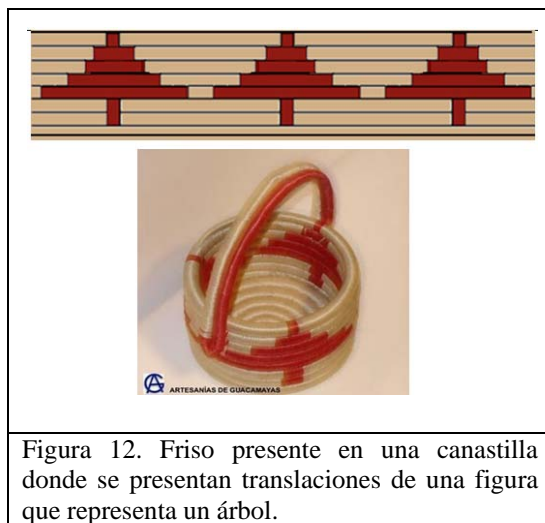 ARTESANÍAS DE GUACAMAYAS
Figura 12. Friso presente en una canastilla
donde se presentan translaciones de una figura
que representa un árbol.